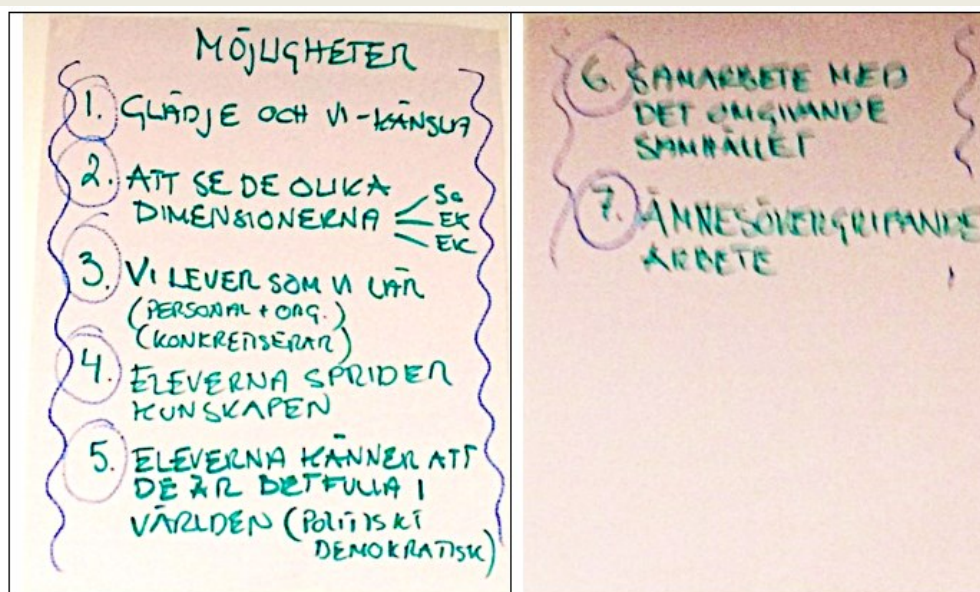 MÖJLIGHETER
1. GLÄDJE OCH VI-KÄNSLA
2. ATT SE DE OLIKA
DIMENSIONERNA
So
EK
EK
3. VI LEVER SOM VI LÄR
(PERSONAL + ORG.)
(KONKRETISERAR)
4. ELEVERNA SPRIDER
KUNSKAPEN
5. ELEVERNA KÄNNER ATT
DE ÄR BETFULLA I
VÄRLDEN (POLITISKT
DEMOKRATISK)
6. SAMARBETE MED
DET OMGIVANDE
SAMHÄLLET
7. ÄMNESÖVERGRIPANDE
ARBETE